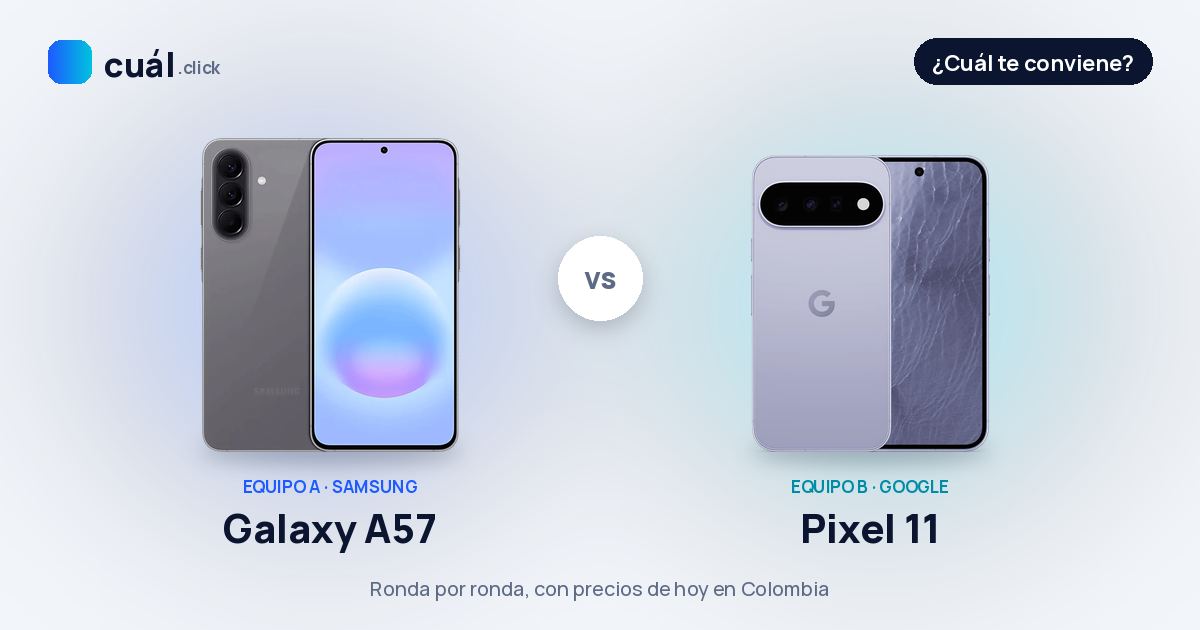 cuál.click
¿Cuál te conviene?
SAMSUNG
G
VS
EQUIPO A · SAMSUNG
EQUIPO B · GOOGLE
Galaxy A57
Pixel 11
Ronda por ronda, con precios de hoy en Colombia